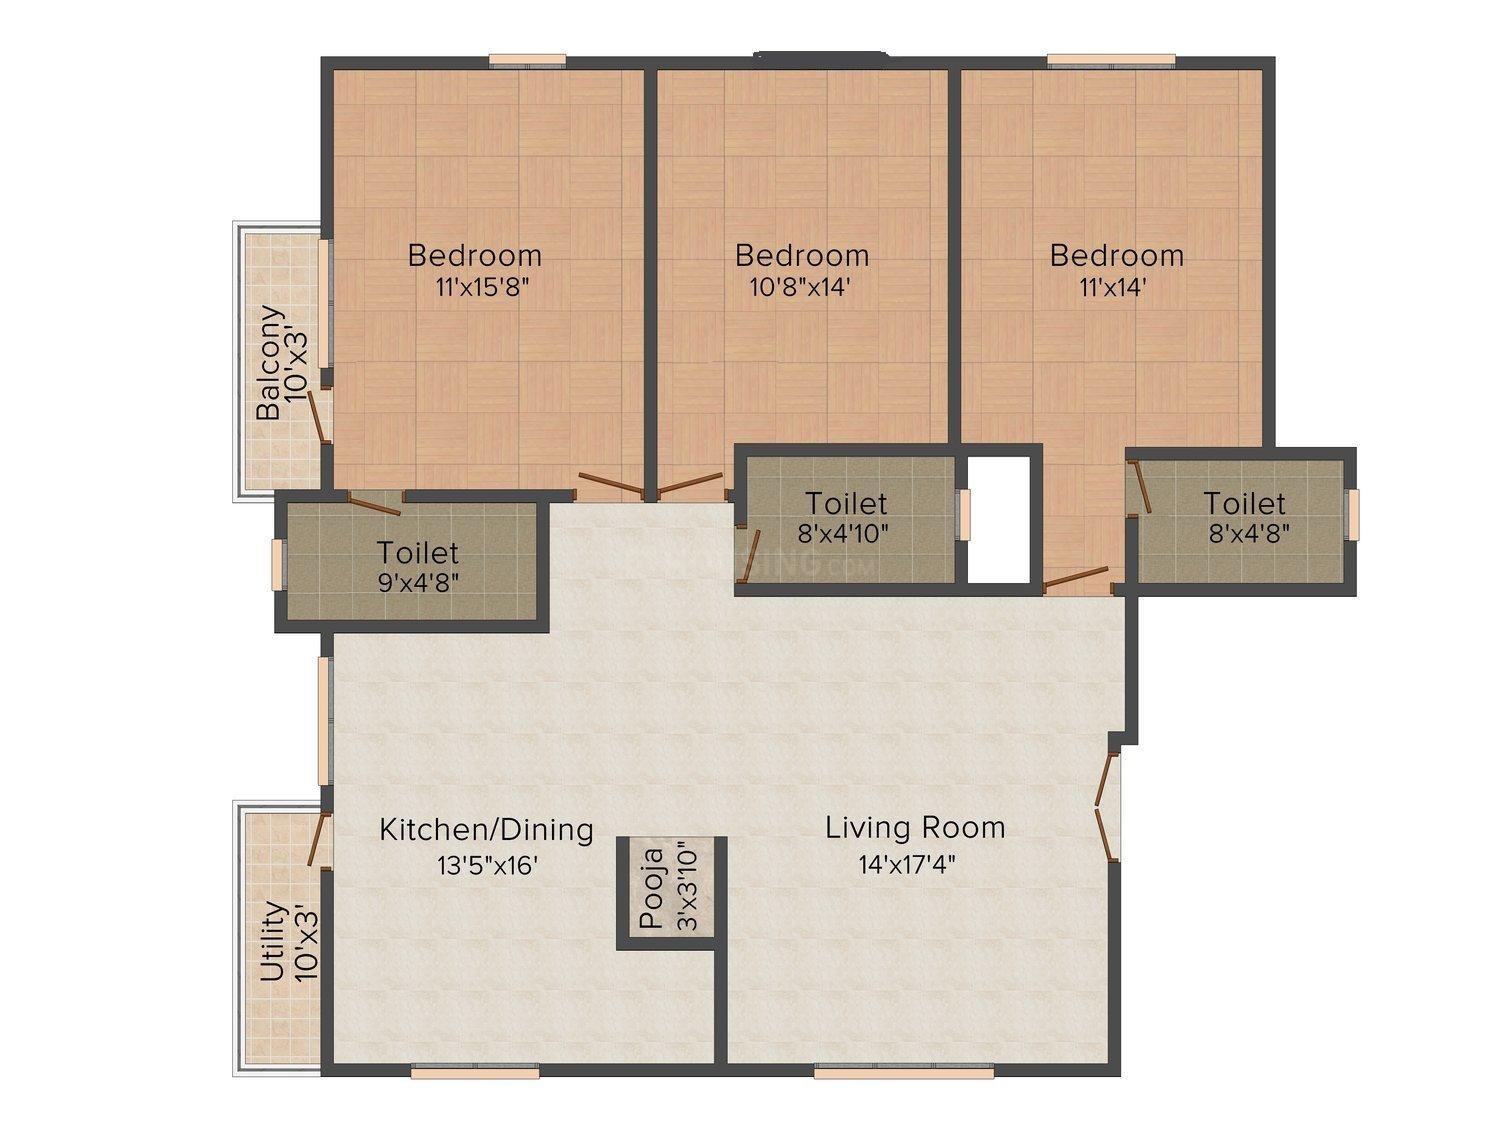 Bedroom
11'x15'8"
Bedroom
10'8"x14'
Bedroom
11'x14'
Balcony
10'x3'
Toilet
9'x4'8"
Toilet
8'x4'10"
Toilet
8'x4'8"
HOUSING.COM
Kitchen/Dining
13'5"x16'
Pooja
3'x3'10"
Living Room
14'x17'4"
Utility
10'x3'